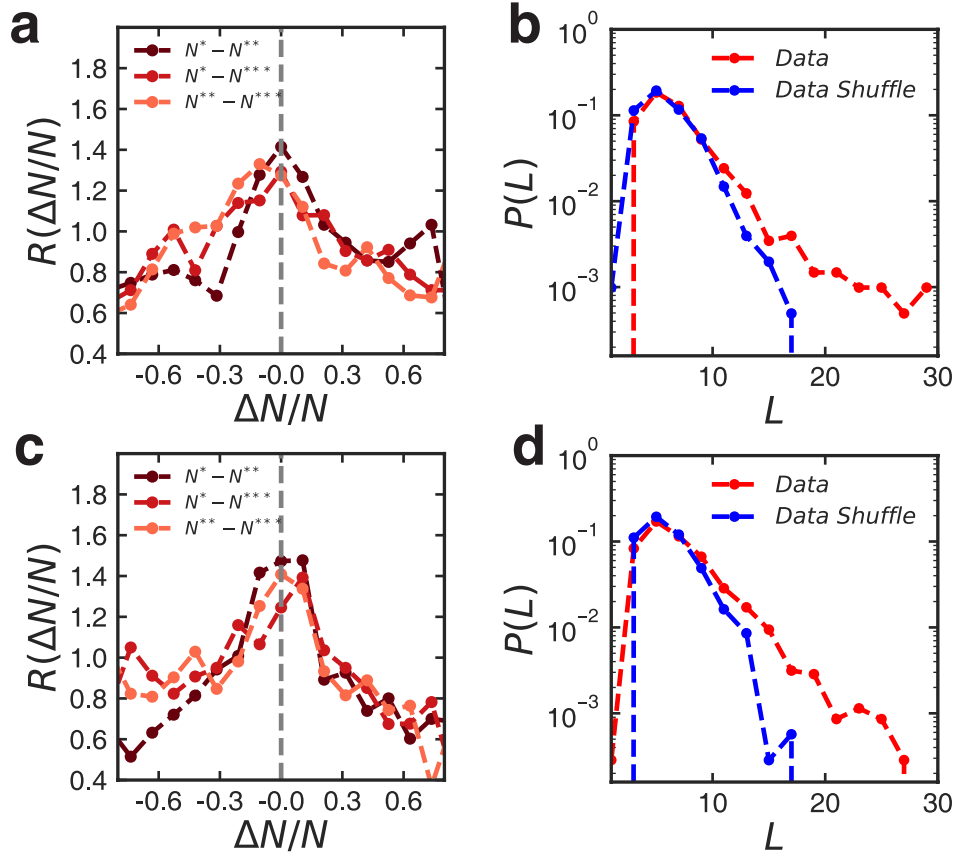 a
R(ΔN/N)
1.8
1.6
1.4
1.2
1.0
0.8
0.6
0.4
N* − N**
N* − N***
N** − N***
-0.6 -0.3 -0.0 0.3 0.6
ΔN/N
b
P(L)
10⁰
10⁻¹
10⁻²
10⁻³
Data
Data Shuffle
10 20 30
L
c
R(ΔN/N)
1.8
1.6
1.4
1.2
1.0
0.8
0.6
0.4
N* − N**
N* − N***
N** − N***
-0.6 -0.3 -0.0 0.3 0.6
ΔN/N
d
P(L)
10⁰
10⁻¹
10⁻²
10⁻³
Data
Data Shuffle
10 20 30
L